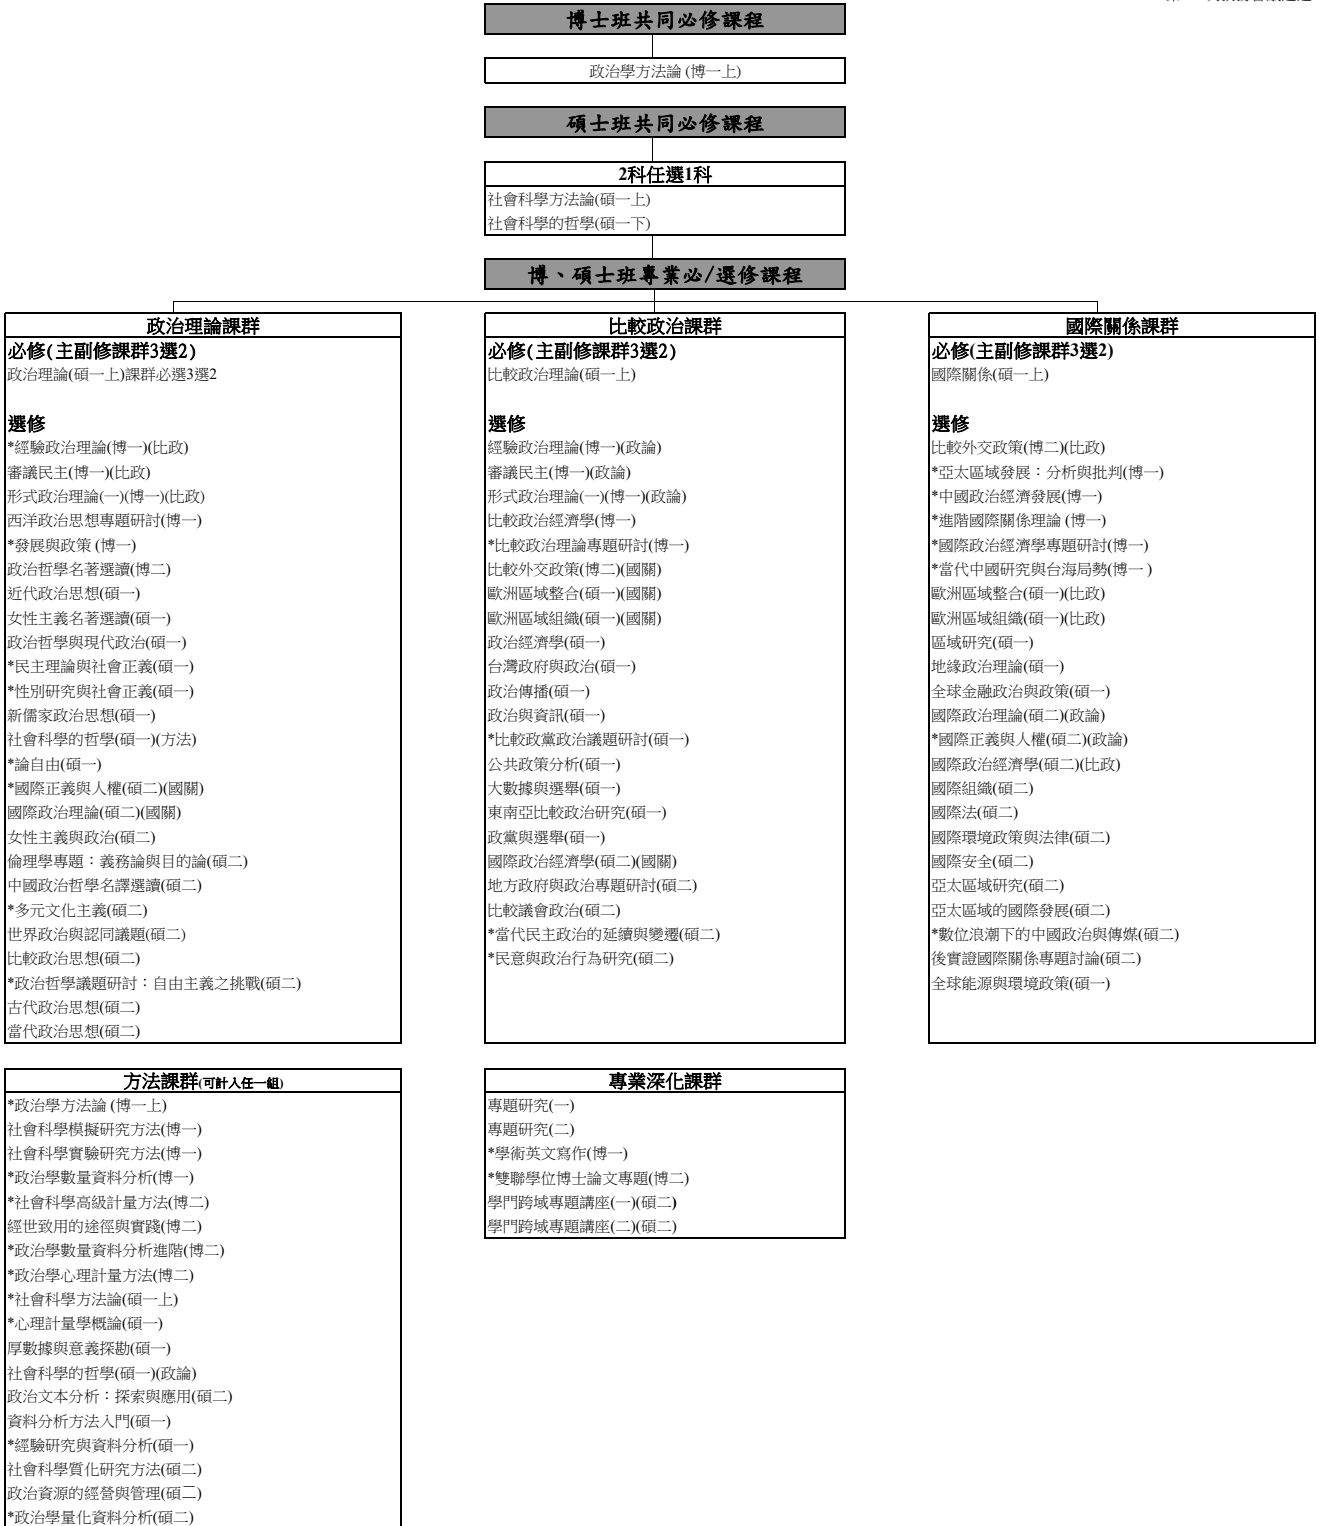 博士班共同必修課程
政治學方法論 (博一上)
碩士班共同必修課程
2科任選1科
社會科學方法論(碩一上)
社會科學的哲學(碩一下)
博、碩士班專業必/選修課程
政治理論課群
必修(主副修課群3選2)
政治理論(碩一上)課群必選3選2
選修
*經驗政治理論(博一)(比政)
審議民主(博一)(比政)
形式政治理論(一)(博一)(比政)
西洋政治思想專題研討(博一)
*發展與政策 (博一)
政治哲學名著選讀(博二)
近代政治思想(碩一)
女性主義名著選讀(碩一)
政治哲學與現代政治(碩一)
*民主理論與社會正義(碩一)
*性別研究與社會正義(碩一)
新儒家政治思想(碩一)
社會科學的哲學(碩一)(方法)
*論自由(碩一)
*國際正義與人權(碩二)(國關)
國際政治理論(碩二)(國關)
女性主義與政治(碩二)
倫理學專題：義務論與目的論(碩二)
中國政治哲學名譯選讀(碩二)
*多元文化主義(碩二)
世界政治與認同議題(碩二)
比較政治思想(碩二)
*政治哲學議題研討：自由主義之挑戰(碩二)
古代政治思想(碩二)
當代政治思想(碩二)
比較政治課群
必修(主副修課群3選2)
比較政治理論(碩一上)
選修
經驗政治理論(博一)(政論)
審議民主(博一)(政論)
形式政治理論(一)(博一)(政論)
比較政治經濟學(博一)
*比較政治理論專題研討(博一)
比較外交政策(博二)(國關)
歐洲區域整合(碩一)(國關)
歐洲區域組織(碩一)(國關)
政治經濟學(碩一)
台灣政府與政治(碩一)
政治傳播(碩一)
政治與資訊(碩一)
*比較政黨政治議題研討(碩一)
公共政策分析(碩一)
大數據與選舉(碩一)
東南亞比較政治研究(碩一)
政黨與選舉(碩一)
國際政治經濟學(碩二)(國關)
地方政府與政治專題研討(碩二)
比較議會政治(碩二)
*當代民主政治的延續與變遷(碩二)
*民意與政治行為研究(碩二)
國際關係課群
必修(主副修課群3選2)
國際關係(碩一上)
選修
比較外交政策(博二)(比政)
*亞太區域發展：分析與批判(博一)
*中國政治經濟發展(博一)
*進階國際關係理論 (博一)
*國際政治經濟學專題研討(博一)
*當代中國研究與台海局勢(博一 )
歐洲區域整合(碩一)(比政)
歐洲區域組織(碩一)(比政)
區域研究(碩一)
地緣政治理論(碩一)
全球金融政治與政策(碩一)
國際政治理論(碩二)(政論)
*國際正義與人權(碩二)(政論)
國際政治經濟學(碩二)(比政)
國際組織(碩二)
國際法(碩二)
國際環境政策與法律(碩二)
國際安全(碩二)
亞太區域研究(碩二)
亞太區域的國際發展(碩二)
*數位浪潮下的中國政治與傳媒(碩二)
後實證國際關係專題討論(碩二)
全球能源與環境政策(碩一)
方法課群(可計入任一組)
*政治學方法論 (博一上)
社會科學模擬研究方法(博一)
社會科學實驗研究方法(博一)
*政治學數量資料分析(博一)
*社會科學高級計量方法(博二)
經世致用的途徑與實踐(博二)
*政治學數量資料分析進階(博二)
*政治學心理計量方法(博二)
*社會科學方法論(碩一上)
*心理計量學概論(碩一)
厚數據與意義探勘(碩一)
社會科學的哲學(碩一)(政論)
政治文本分析：探索與應用(碩二)
資料分析方法入門(碩一)
*經驗研究與資料分析(碩一)
社會科學質化研究方法(碩二)
政治資源的經營與管理(碩二)
*政治學量化資料分析(碩二)
專業深化課群
專題研究(一)
專題研究(二)
*學術英文寫作(博一)
*雙聯學位博士論文專題(博二)
學門跨域專題講座(一)(碩二)
學門跨域專題講座(二)(碩二)